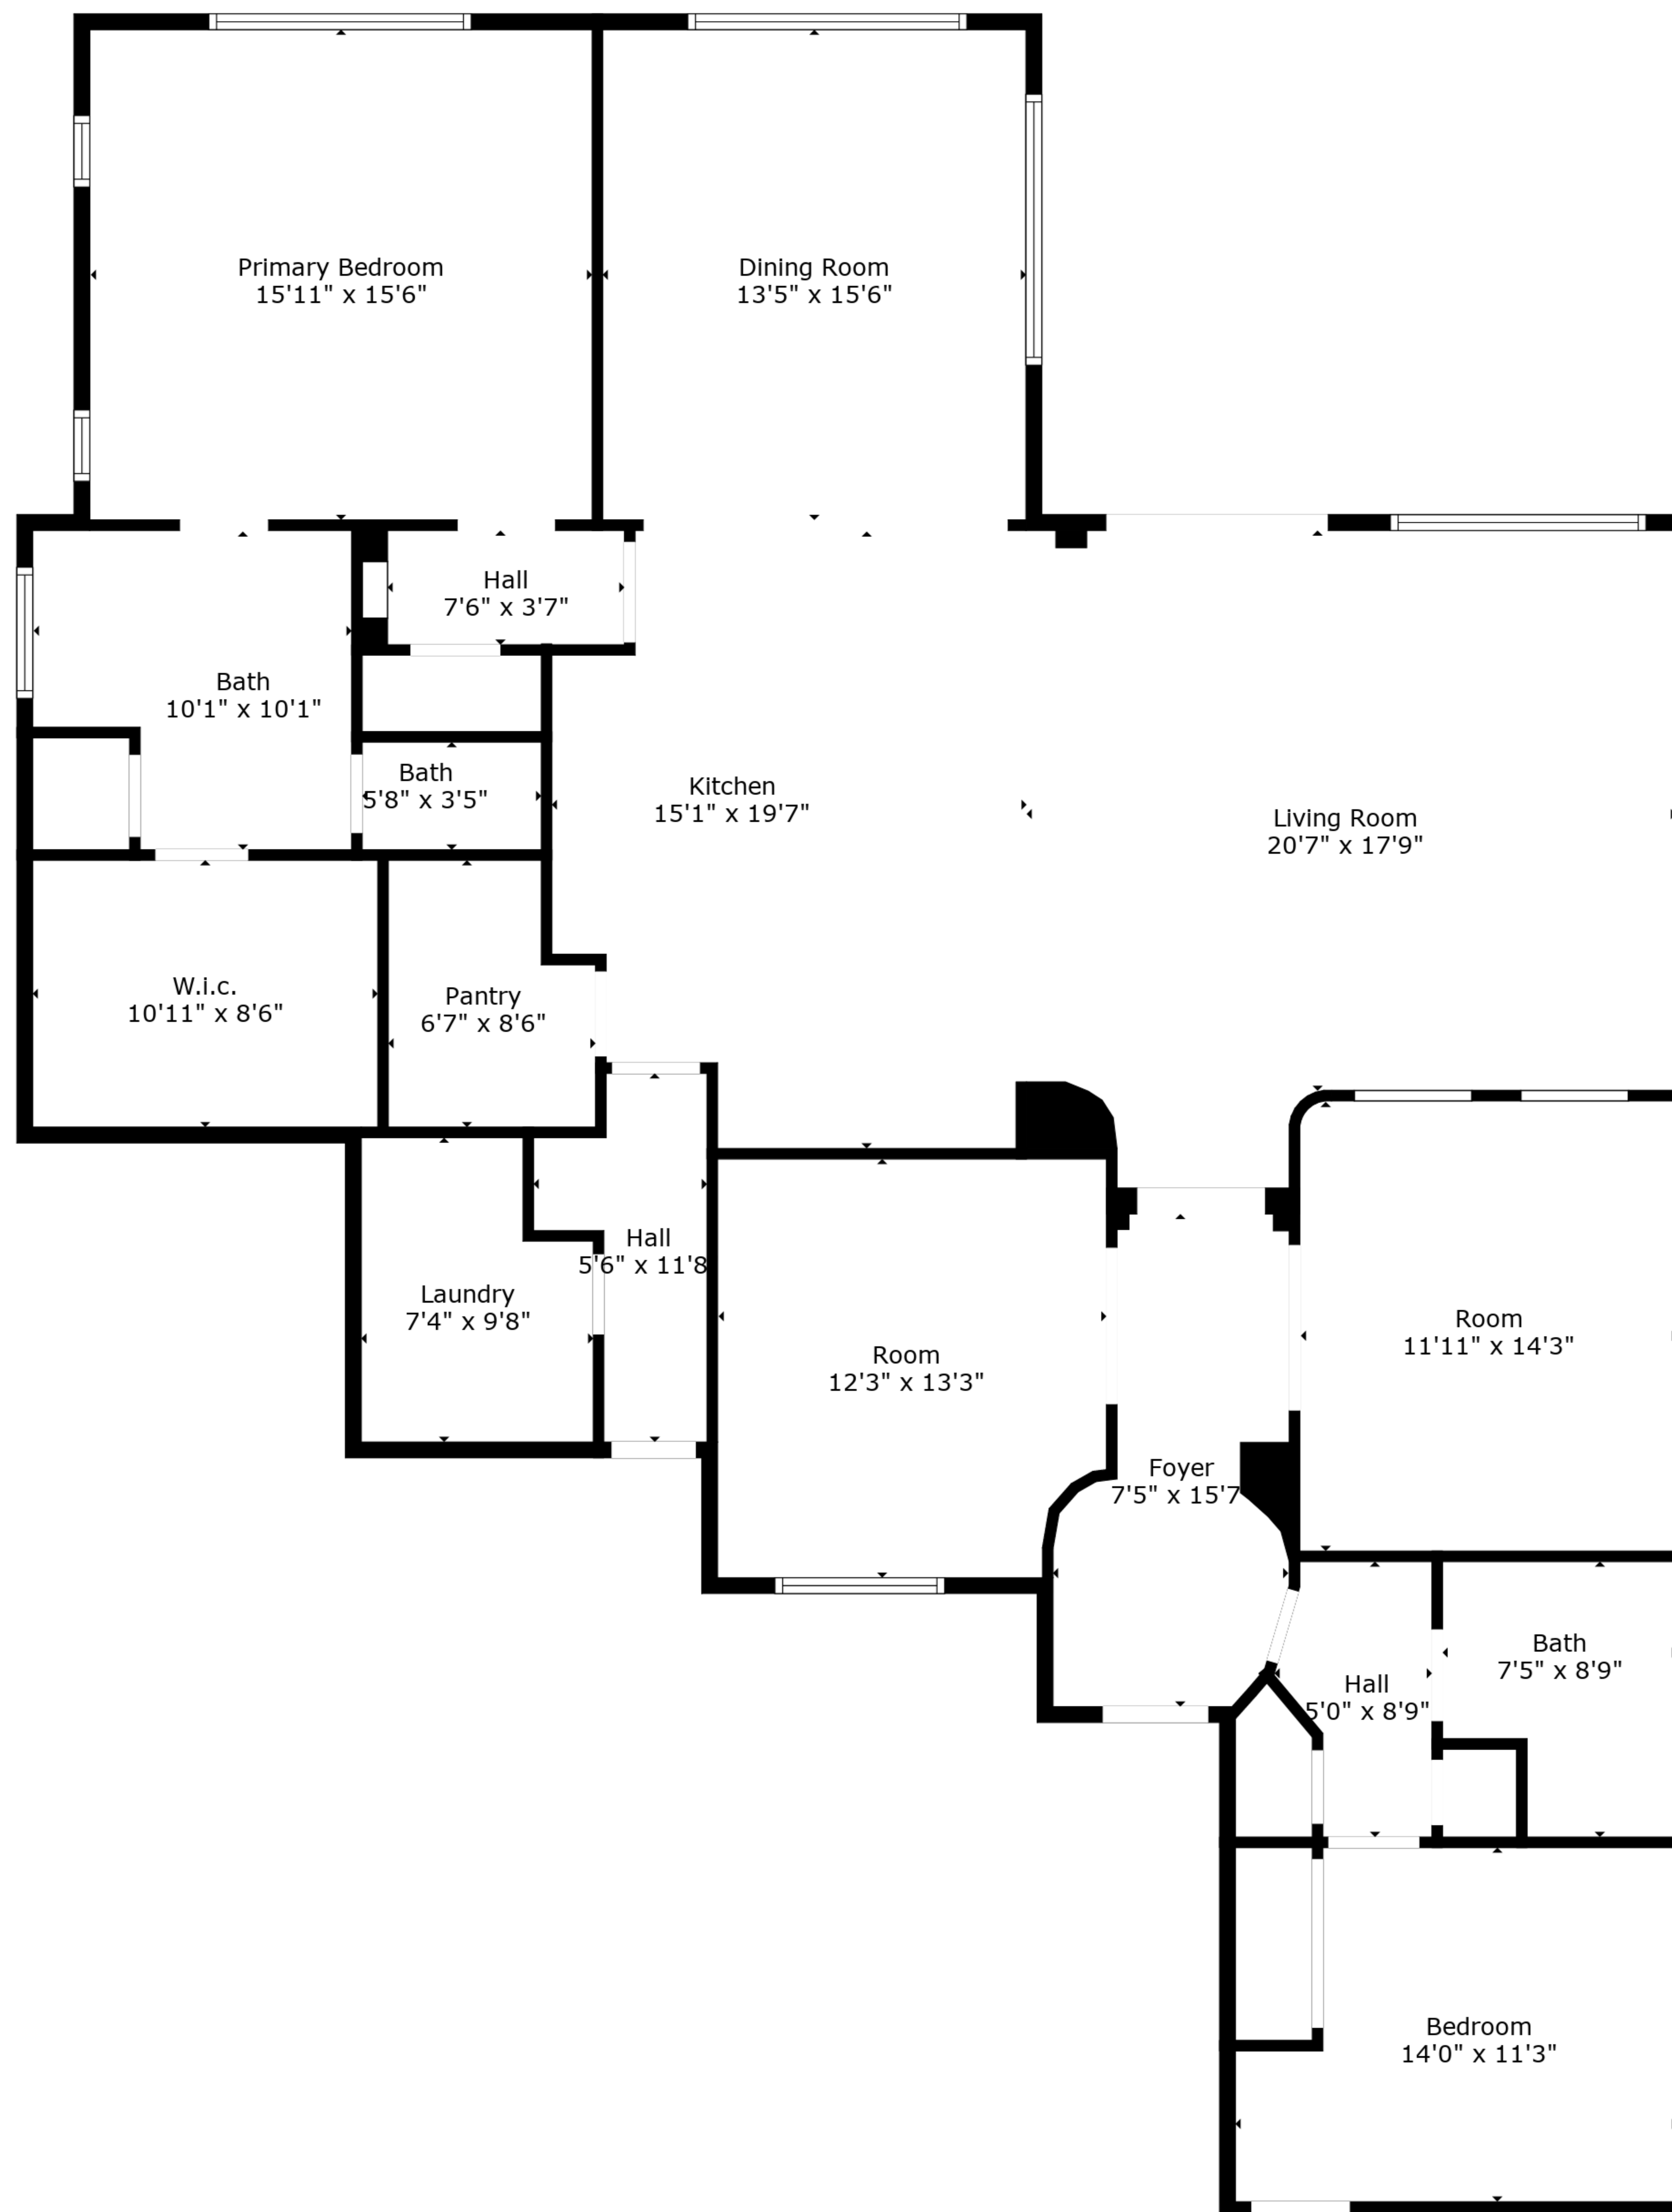 Primary Bedroom
15'11" x 15'6"
Dining Room
13'5" x 15'6"
Hall
7'6" x 3'7"
Bath
10'1" x 10'1"
Bath
5'8" x 3'5"
Kitchen
15'1" x 19'7"
Living Room
20'7" x 17'9"
W.i.c.
10'11" x 8'6"
Pantry
6'7" x 8'6"
Hall
5'6" x 11'8
Laundry
7'4" x 9'8"
Room
12'3" x 13'3"
Room
11'11" x 14'3"
Foyer
7'5" x 15'7
Bath
7'5" x 8'9"
Hall
5'0" x 8'9"
Bedroom
14'0" x 11'3"